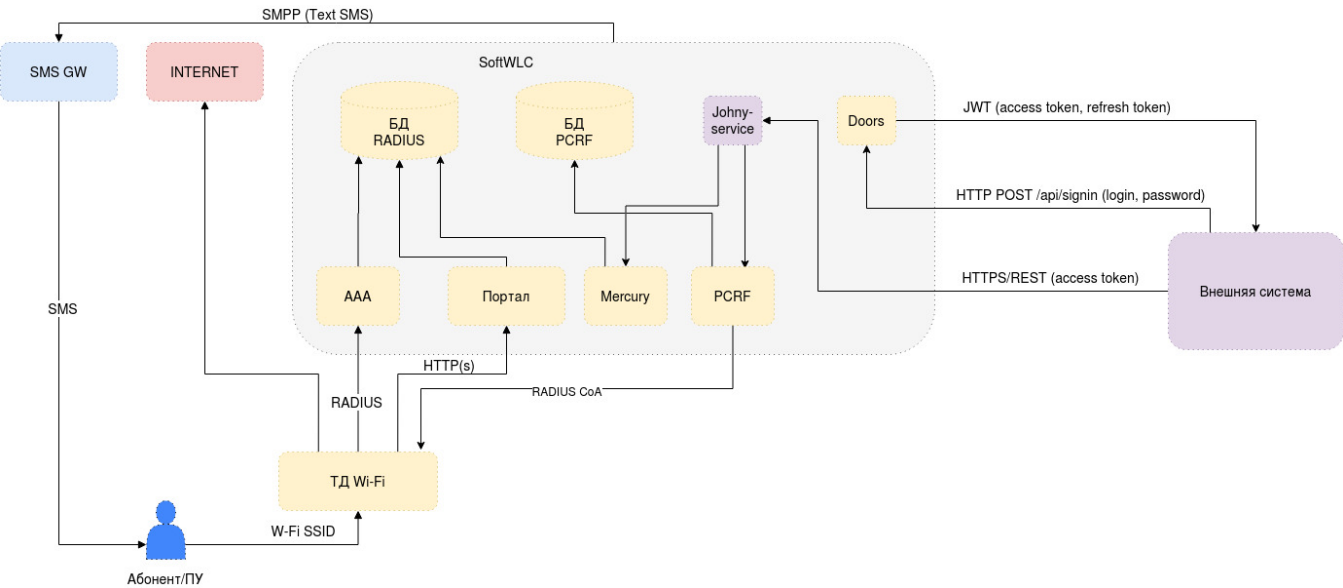 SMPP (Text SMS)
SMS GW
INTERNET
SoftWLC
БД
RADIUS
БД
PCRF
Johny-
service
Doors
JWT (access token, refresh token)
HTTP POST /api/signin (login, password)
HTTPS/REST (access token)
Внешняя система
AAA
Портал
Mercury
PCRF
SMS
HTTP(s)
RADIUS CoA
RADIUS
ТД Wi-Fi
W-Fi SSID
Абонент/ПУ